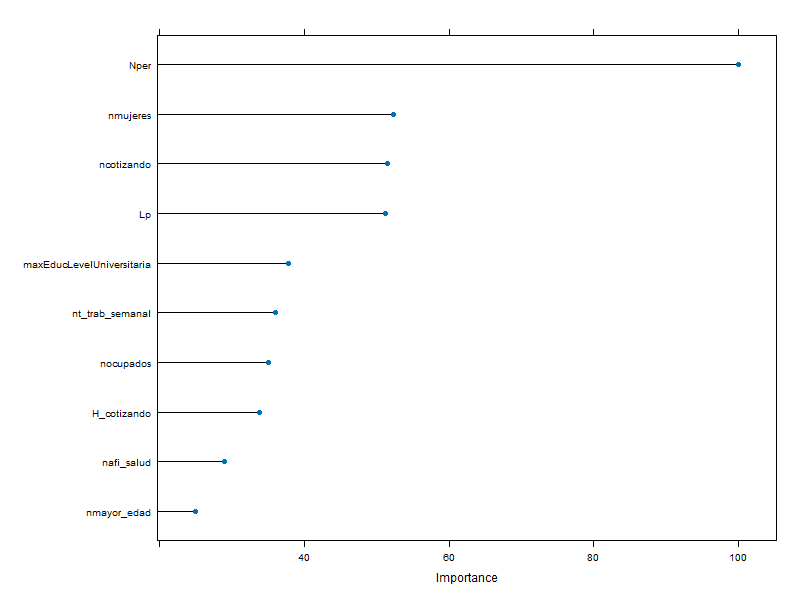 Nper
nmujeres
ncotizando
Lp
maxEducLevelUniversitaria
nt_trab_semanal
nocupados
H_cotizando
nafi_salud
nmayor_edad
40 60 80 100
Importance